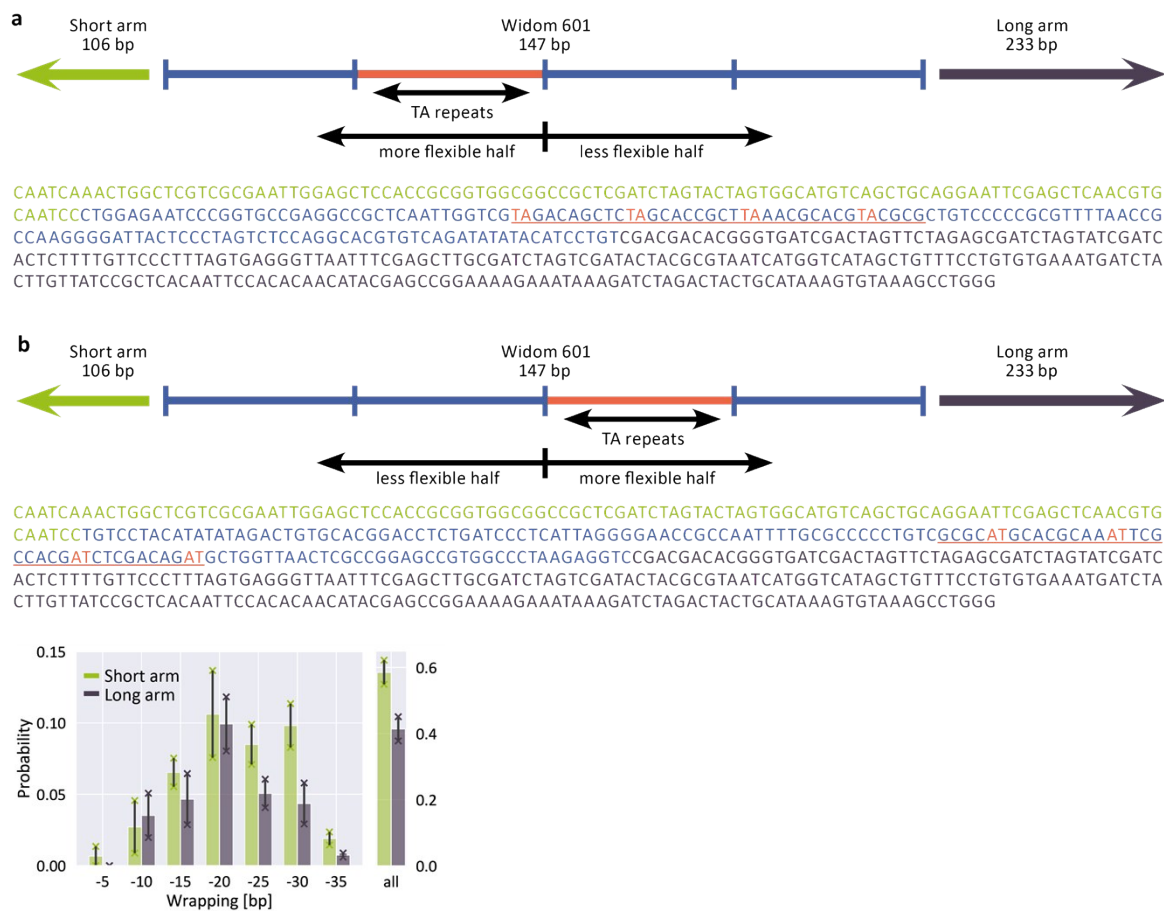 a
Short arm
106 bp
Widom 601
147 bp
Long arm
233 bp
TA repeats
more flexible half
less flexible half
CAATCAAACTGGCTCGTCGCGAATTGGAGCTCCACCGCGGTGGCGGCCGCTCGATCTAGTACTAGTGGCATGTCAGCTGCAGGAATTCGAGCTCAACGTG
CAATCCCTGGAGAATCCCGGTGCCGAGGCCGCTCAATTGGTCGTAGACAGCTCTAGCACCGCTTAAACGCACGTACGCGCTGTCCCCCGCGTTTTAACCG
CCAAGGGGATTACTCCCTAGTCTCCAGGCACGTGTCAGATATATACATCCTGTCGACGACACGGGTGATCGACTAGTTCTAGAGCGATCTAGTATCGATC
ACTCTTTTGTTCCCTTTAGTGAGGGTTAATTTCGAGCTTGCGATCTAGTCGATACTACGCGTAATCATGGTCATAGCTGTTTCCTGTGTGAAATGATCTA
CTTGTTATCCGCTCACAATTCCACACAACATACGAGCCGGAAAAGAAATAAAGATCTAGACTACTGCATAAAGTGTAAAGCCTGGG
b
Short arm
106 bp
Widom 601
147 bp
Long arm
233 bp
TA repeats
less flexible half
more flexible half
CAATCAAACTGGCTCGTCGCGAATTGGAGCTCCACCGCGGTGGCGGCCGCTCGATCTAGTACTAGTGGCATGTCAGCTGCAGGAATTCGAGCTCAACGTG
CAATCCTGTCCTACATATATAGACTGTGCACGGACCTCTGATCCCTCATTAGGGGAACCGCCAATTTTGCGCCCCCTGTCGCGCATGCACGCAAATTCG
CCACGATCTCGACAGATGCTGGTTAACTCGCCGGAGCCGTGGCCCTAAGAGGTCCGACGACACGGGTGATCGACTAGTTCTAGAGCGATCTAGTATCGATC
ACTCTTTTGTTCCCTTTAGTGAGGGTTAATTTCGAGCTTGCGATCTAGTCGATACTACGCGTAATCATGGTCATAGCTGTTTCCTGTGTGAAATGATCTA
CTTGTTATCCGCTCACAATTCCACACAACATACGAGCCGGAAAAGAAATAAAGATCTAGACTACTGCATAAAGTGTAAAGCCTGGG
Probability
0.15
0.10
0.05
0.00
Short arm
Long arm
0.6
0.4
0.2
0.0
-5 -10 -15 -20 -25 -30 -35 all
Wrapping [bp]